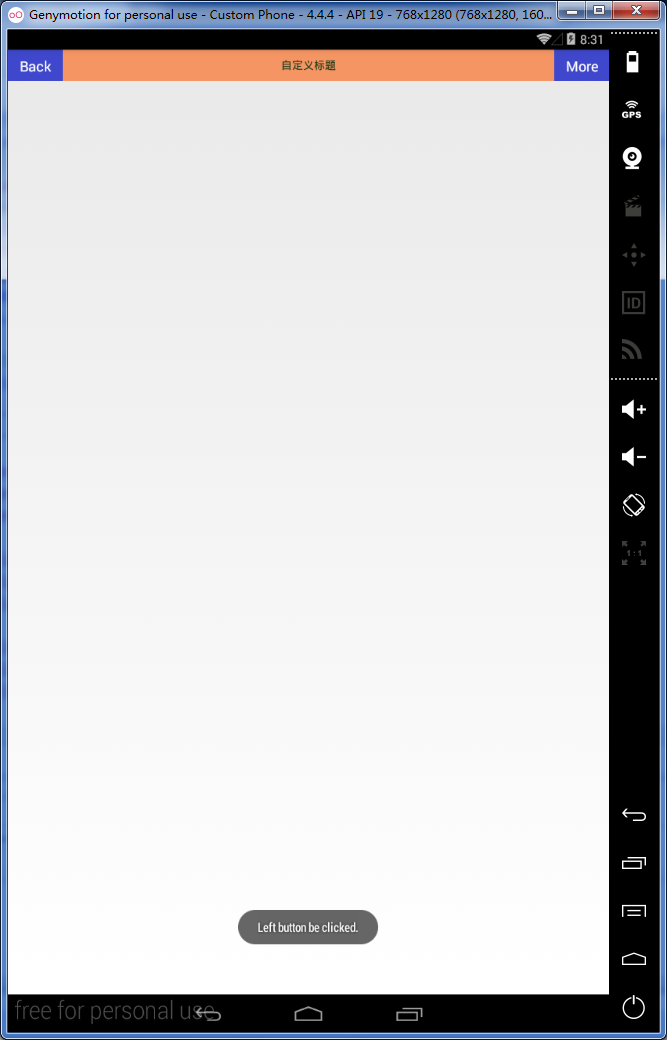 Genymotion for personal use - Custom Phone - 4.4.4 - API 19 - 768x1280 (768x1280, 160...
8:31
Back
自定义标题
More
GPS
ID
1:1
Left button be clicked.
free for personal use